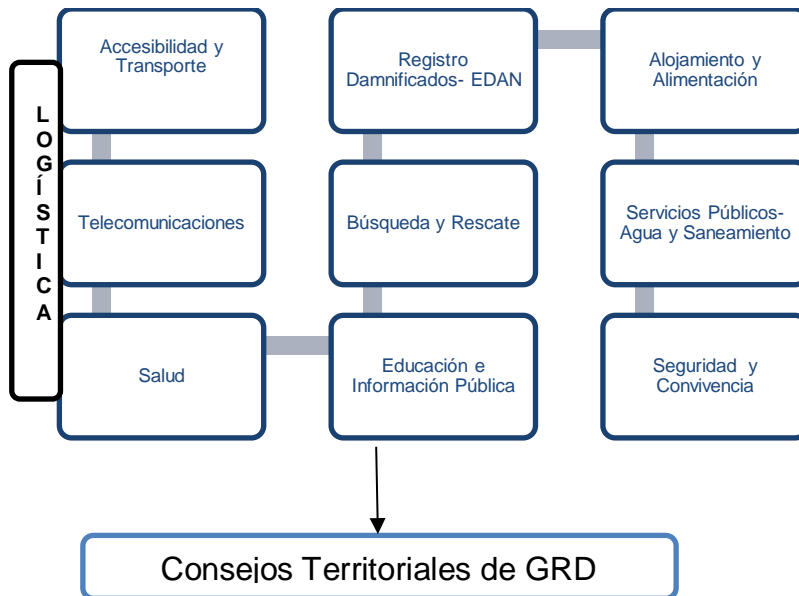 LOGÍSTICA
Accesibilidad y
Transporte
Registro
Damnificados- EDAN
Alojamiento y
Alimentación
Telecomunicaciones
Búsqueda y Rescate
Servicios Públicos-
Agua y Saneamiento
Salud
Educación e
Información Pública
Seguridad y
Convivencia
Consejos Territoriales de GRD